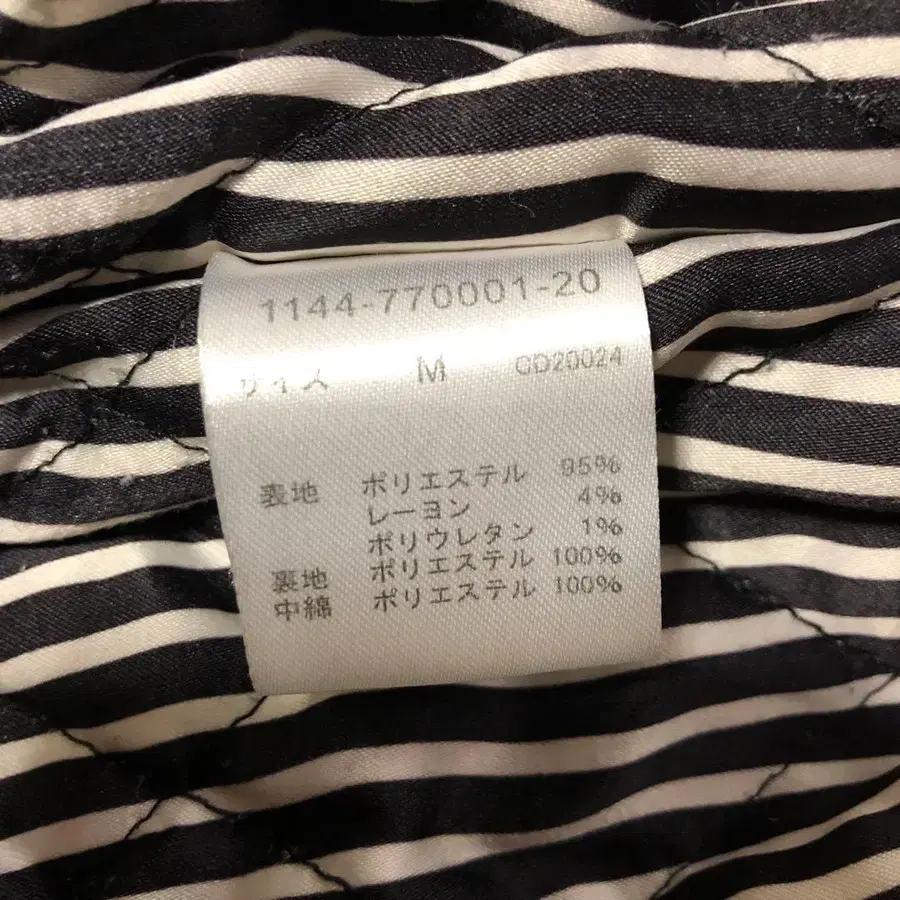 1144-770001-20
サイズ M CD20024
表地 ポリエステル 95%
レーヨン 4%
ポリウレタン 1%
裏地 ポリエステル 100%
中綿 ポリエステル 100%